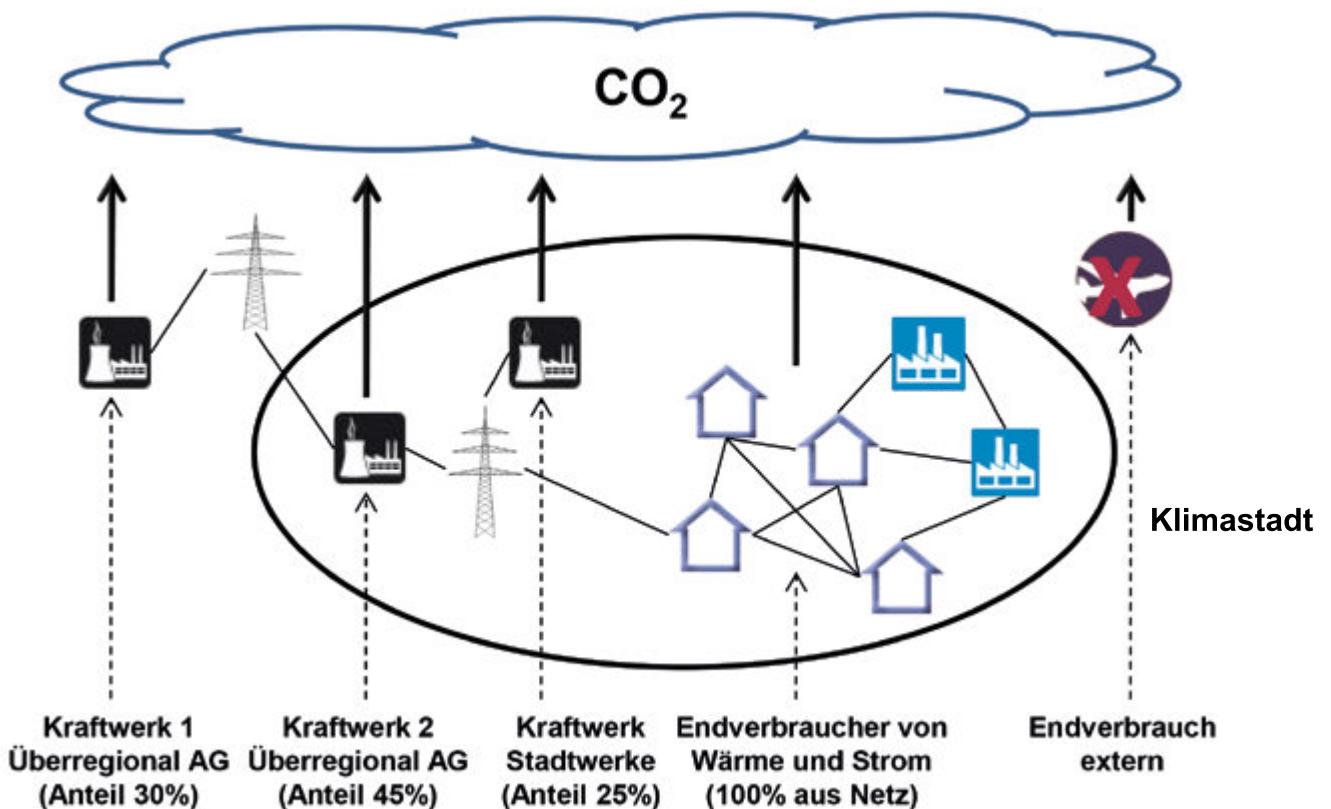 CO₂
Klimastadt
Kraftwerk 1
Überregional AG
(Anteil 30%)
Kraftwerk 2
Überregional AG
(Anteil 45%)
Kraftwerk
Stadtwerke
(Anteil 25%)
Endverbraucher von
Wärme und Strom
(100% aus Netz)
Endverbrauch
extern